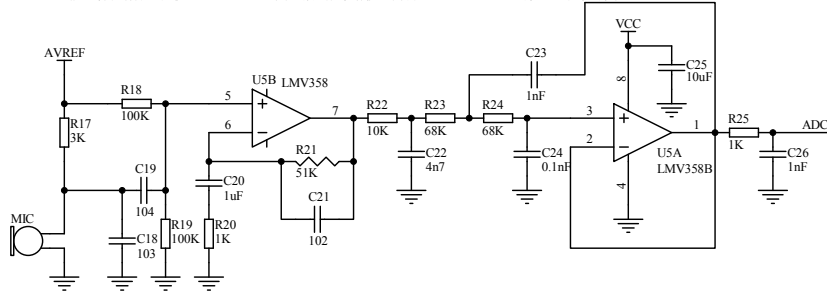 AVREF
R18
100K
R17
3K
C19
104
MIC
C18
103
R19
100K
U5B
LMV358
5
6
7
C20
1uF
R20
1K
R21
51K
C21
102
R22
10K
R23
68K
R24
68K
C22
4n7
C23
1nF
C24
0.1nF
VCC
C25
10uF
8
3
2
1
4
U5A
LMV358B
R25
1K
C26
1nF
ADC